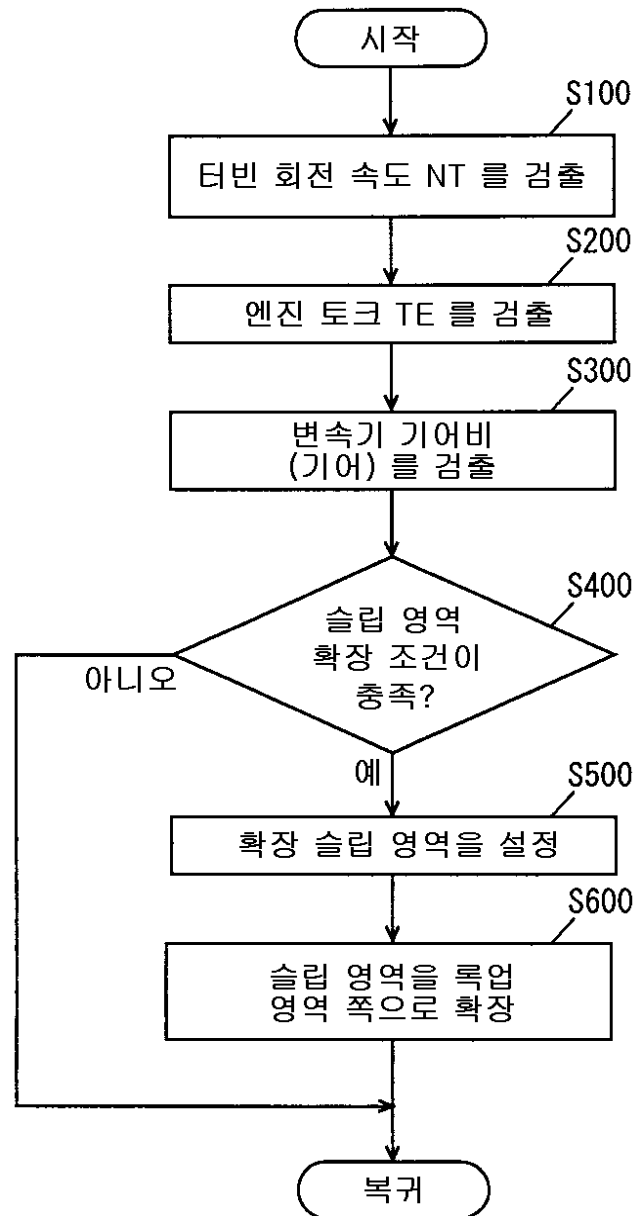 시작
S100
터빈 회전 속도 NT 를 검출
S200
엔진 토크 TE 를 검출
S300
변속기 기어비
(기어) 를 검출
S400
슬립 영역
확장 조건이
충족?
아니오
예
S500
확장 슬립 영역을 설정
S600
슬립 영역을 록업
영역 쪽으로 확장
복귀